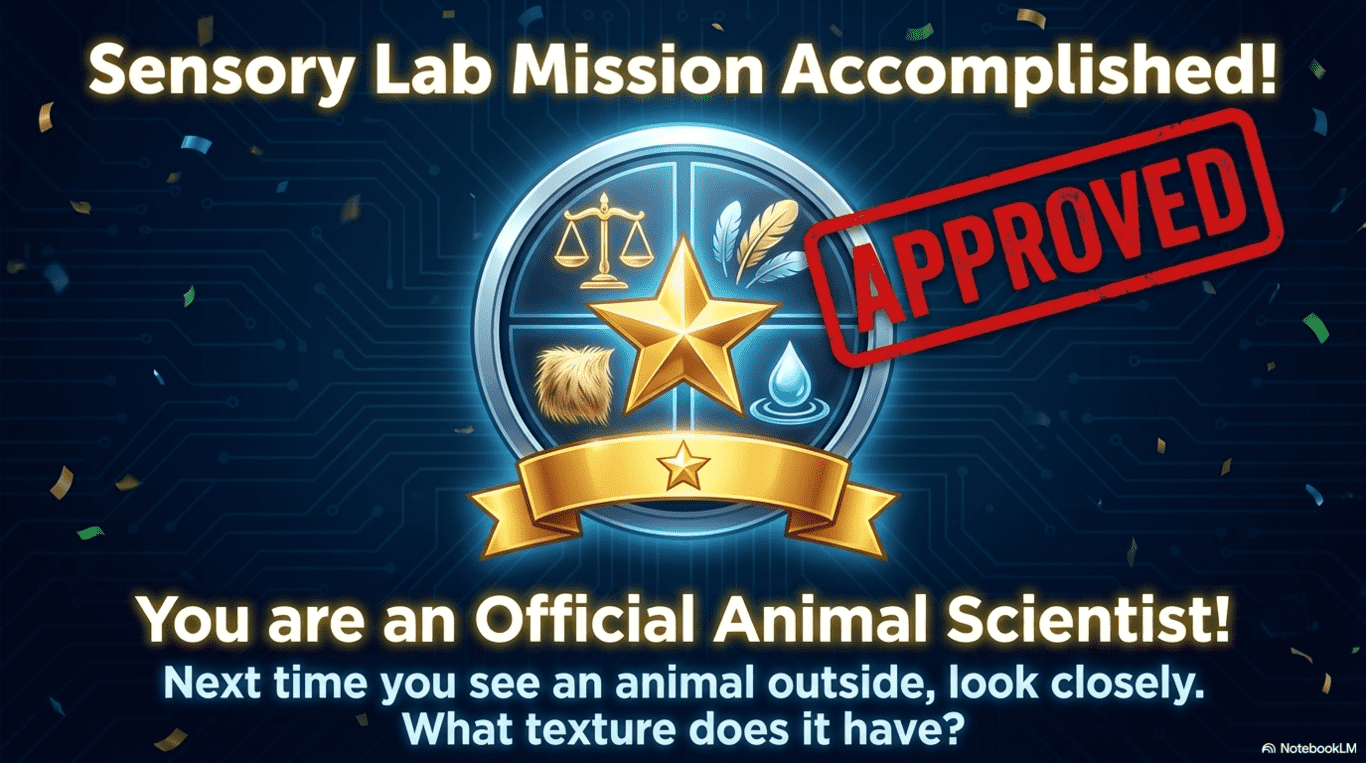 Sensory Lab Mission Accomplished!
APPROVED
You are an Official Animal Scientist!
Next time you see an animal outside, look closely.
What texture does it have?
NotebookLM